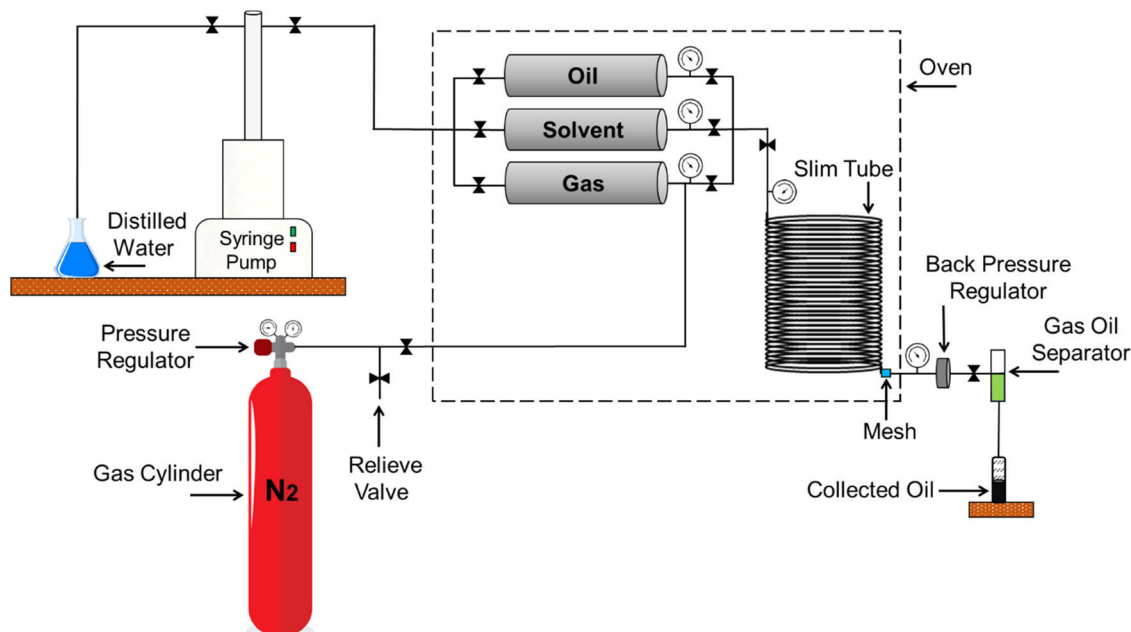 Oil
Oven
Solvent
Gas
Slim Tube
Distilled
Water
Syringe
Pump
Back Pressure
Regulator
Pressure
Regulator
Gas Oil
Separator
Mesh
Gas Cylinder
N2
Relieve
Valve
Collected Oil